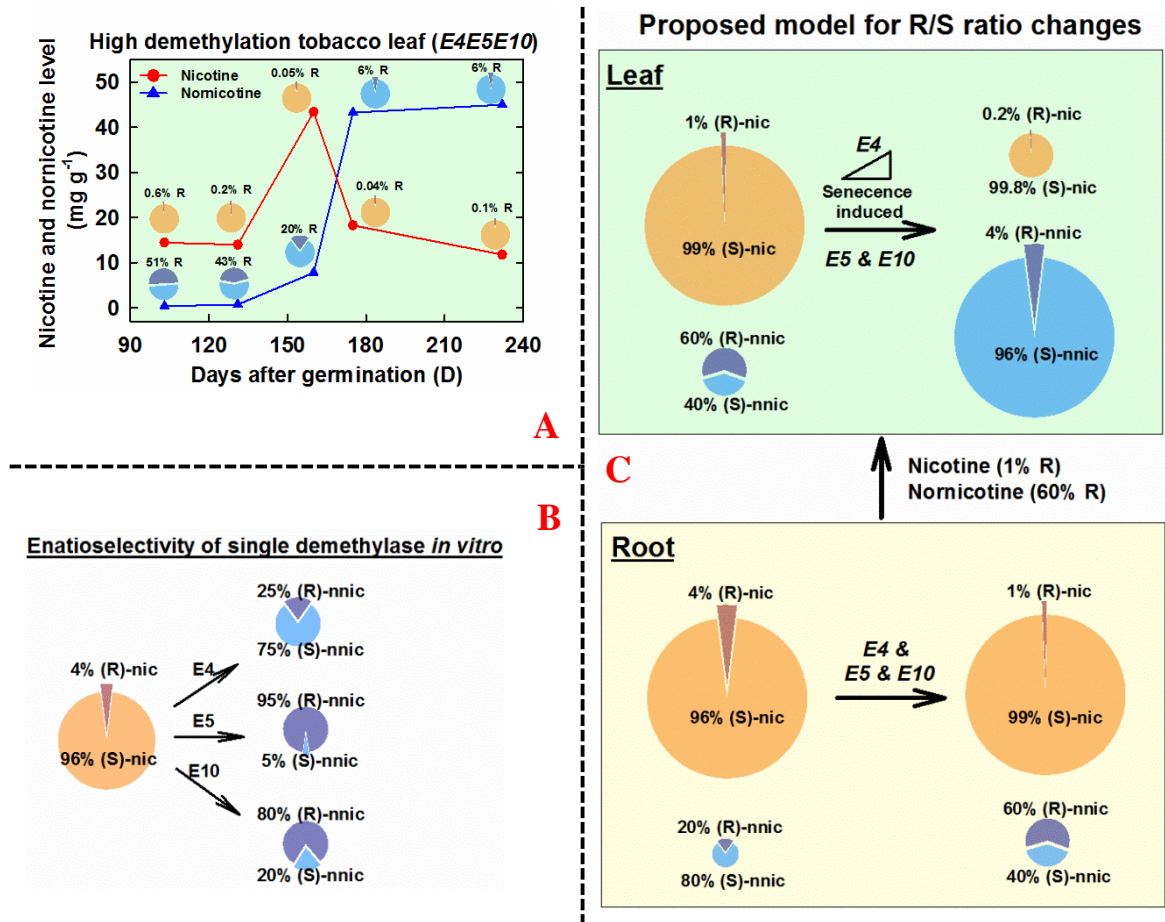 High demethylation tobacco leaf (E4E5E10)
Nicotine and nornicotine level
(mg g-1)
50
40
30
20
10
0
Nicotine
Nornicotine
0.05% R
6% R
6% R
0.6% R
0.2% R
0.04% R
0.1% R
20% R
51% R
43% R
90
120
150
180
210
240
Days after germination (D)
A
B
Enatioselectivity of single demethylase in vitro
4% (R)-nic
96% (S)-nic
E4
E5
E10
25% (R)-nnic
75% (S)-nnic
95% (R)-nnic
5% (S)-nnic
80% (R)-nnic
20% (S)-nnic
C
Proposed model for R/S ratio changes
Leaf
1% (R)-nic
99% (S)-nic
60% (R)-nnic
40% (S)-nnic
E4
Senecence
induced
E5 & E10
0.2% (R)-nic
99.8% (S)-nic
4% (R)-nnic
96% (S)-nnic
Nicotine (1% R)
Nornicotine (60% R)
Root
4% (R)-nic
96% (S)-nic
20% (R)-nnic
80% (S)-nnic
E4 &
E5 & E10
1% (R)-nic
99% (S)-nic
60% (R)-nnic
40% (S)-nnic